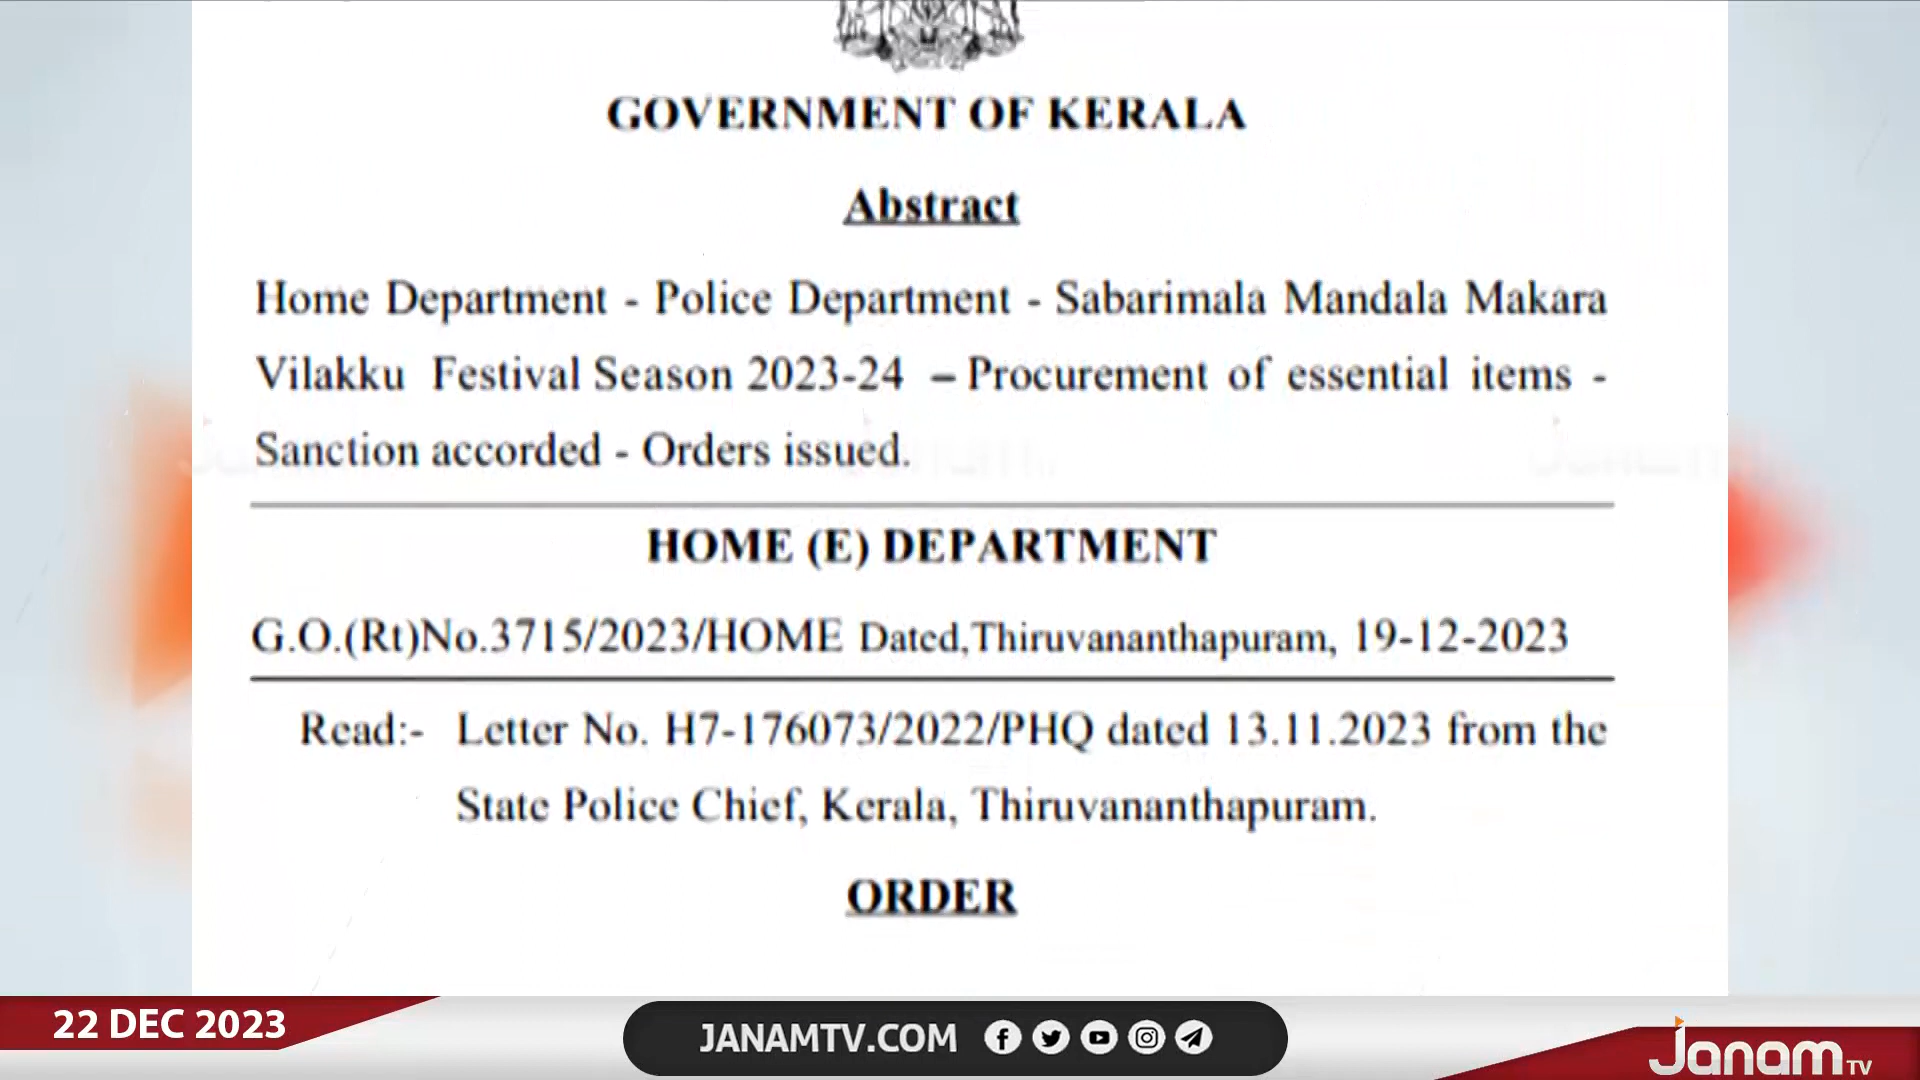 GOVERNMENT OF KERALA
Abstract
Home Department - Police Department - Sabarimala Mandala Makara
Vilakku Festival Season 2023-24 – Procurement of essential items -
Sanction accorded - Orders issued.
HOME (E) DEPARTMENT
G.O.(Rt)No.3715/2023/HOME Dated,Thiruvananthapuram, 19-12-2023
Read:- Letter No. H7-176073/2022/PHQ dated 13.11.2023 from the
State Police Chief, Kerala, Thiruvananthapuram.
ORDER
22 DEC 2023
JANAMTV.COM
Janam TV